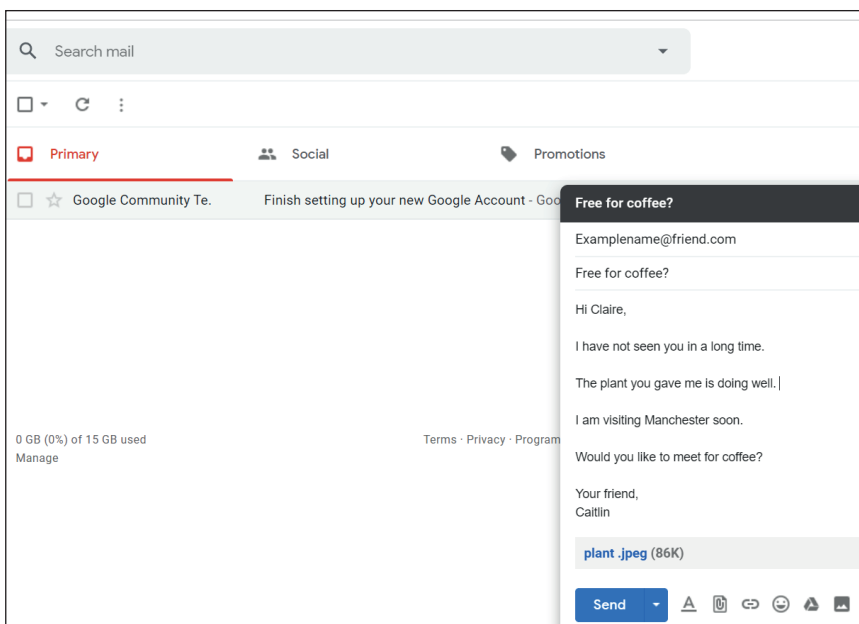 Search mail
Primary
Social
Promotions
Google Community Te.
Finish setting up your new Google Account - Goo
0 GB (0%) of 15 GB used
Manage
Terms · Privacy · Program
Free for coffee?
Examplename@friend.com
Free for coffee?
Hi Claire,
I have not seen you in a long time.
The plant you gave me is doing well.
I am visiting Manchester soon.
Would you like to meet for coffee?
Your friend,
Caitlin
plant .jpeg (86K)
Send